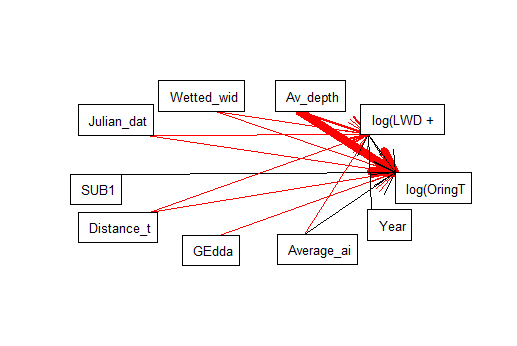 Wetted_wid
Av_depth
Julian_dat
log(LWD +
SUB1
log(OringT
Distance_t
Year
GEdda
Average_ai